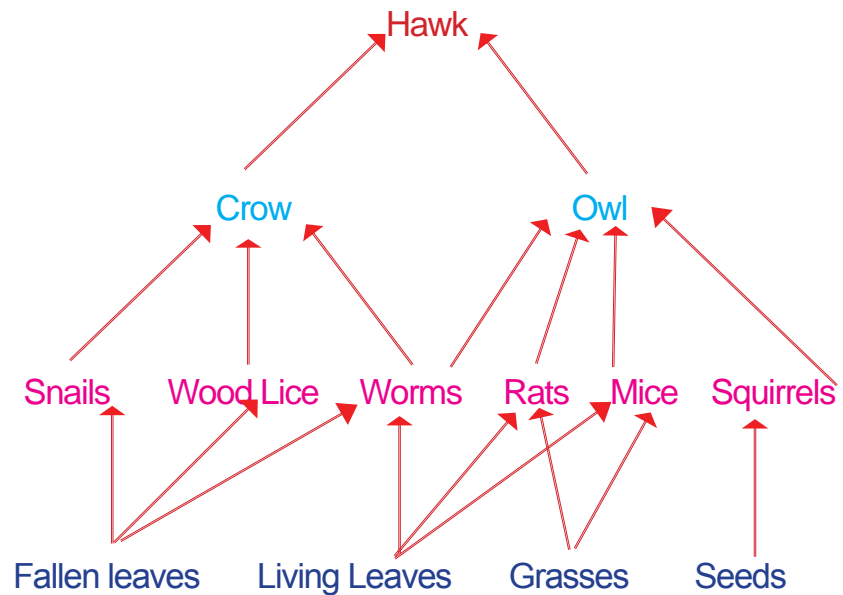 Hawk
Crow Owl
Snails Wood Lice Worms Rats Mice Squirrels
Fallen leaves Living Leaves Grasses Seeds